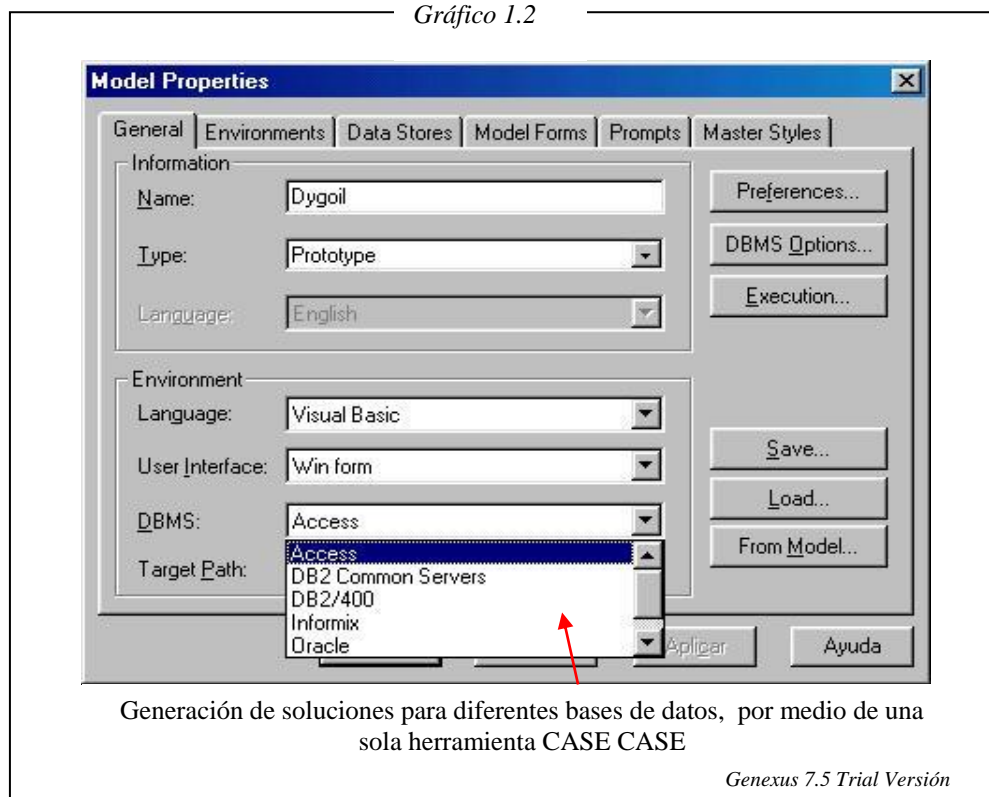 Gráfico 1.2
Model Properties
General Environments Data Stores Model Forms Prompts Master Styles
Information
Name: Dygoil
Type: Prototype
Language: English
Preferences...
DBMS Options...
Execution...
Environment
Language: Visual Basic
User Interface: Win form
DBMS: Access
Target Path:
Access
DB2 Common Servers
DB2/400
Informix
Oracle
Save...
Load...
From Model...
Aplicar
Ayuda
Generación de soluciones para diferentes bases de datos, por medio de una
sola herramienta CASE CASE
Genexus 7.5 Trial Versión